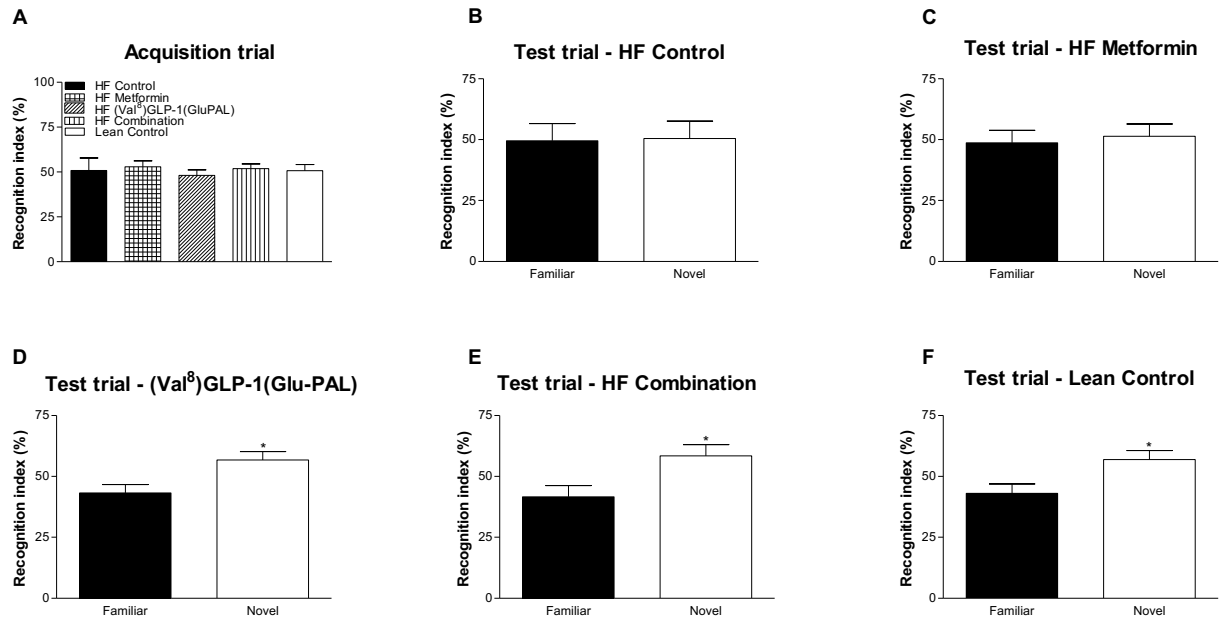 A
Acquisition trial
Recognition index (%)
100
75
50
25
0
HF Control
HF Metformin
HF (Val⁸)GLP-1(GluPAL)
HF Combination
Lean Control
B
Test trial - HF Control
Recognition index (%)
75
50
25
0
Familiar Novel
C
Test trial - HF Metformin
Recognition index (%)
75
50
25
0
Familiar Novel
D
Test trial - (Val⁸)GLP-1(Glu-PAL)
Recognition index (%)
75
50
25
0
*
Familiar Novel
E
Test trial - HF Combination
Recognition index (%)
75
50
25
0
*
Familiar Novel
F
Test trial - Lean Control
Recognition index (%)
75
50
25
0
*
Familiar Novel